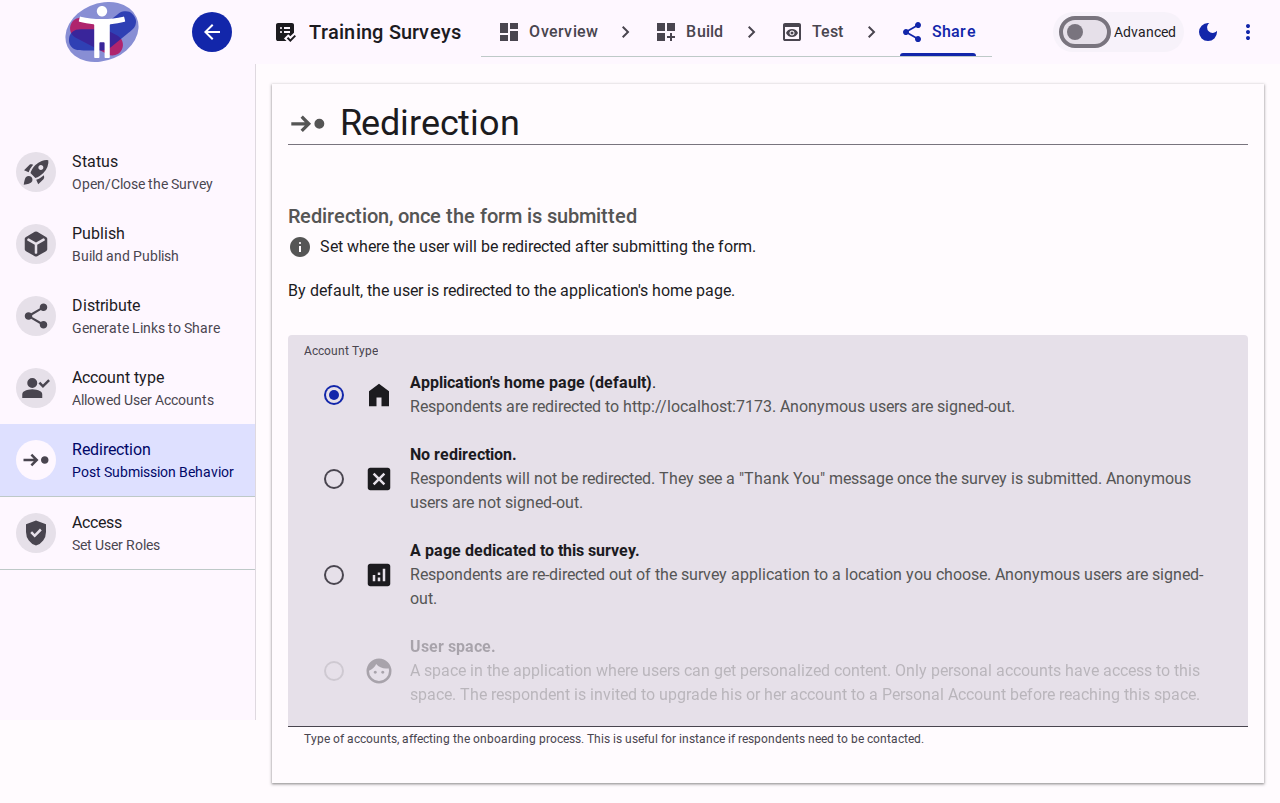 Training Surveys
Overview
Build
Test
Share
Advanced
Status
Open/Close the Survey
Publish
Build and Publish
Distribute
Generate Links to Share
Account type
Allowed User Accounts
Redirection
Post Submission Behavior
Access
Set User Roles
Redirection
Redirection, once the form is submitted
Set where the user will be redirected after submitting the form.
By default, the user is redirected to the application's home page.
Account Type
Application's home page (default).
Respondents are redirected to http://localhost:7173. Anonymous users are signed-out.
No redirection.
Respondents will not be redirected. They see a "Thank You" message once the survey is submitted. Anonymous
users are not signed-out.
A page dedicated to this survey.
Respondents are re-directed out of the survey application to a location you choose. Anonymous users are signed-
out.
User space.
A space in the application where users can get personalized content. Only personal accounts have access to this
space. The respondent is invited to upgrade his or her account to a Personal Account before reaching this space.
Type of accounts, affecting the onboarding process. This is useful for instance if respondents need to be contacted.